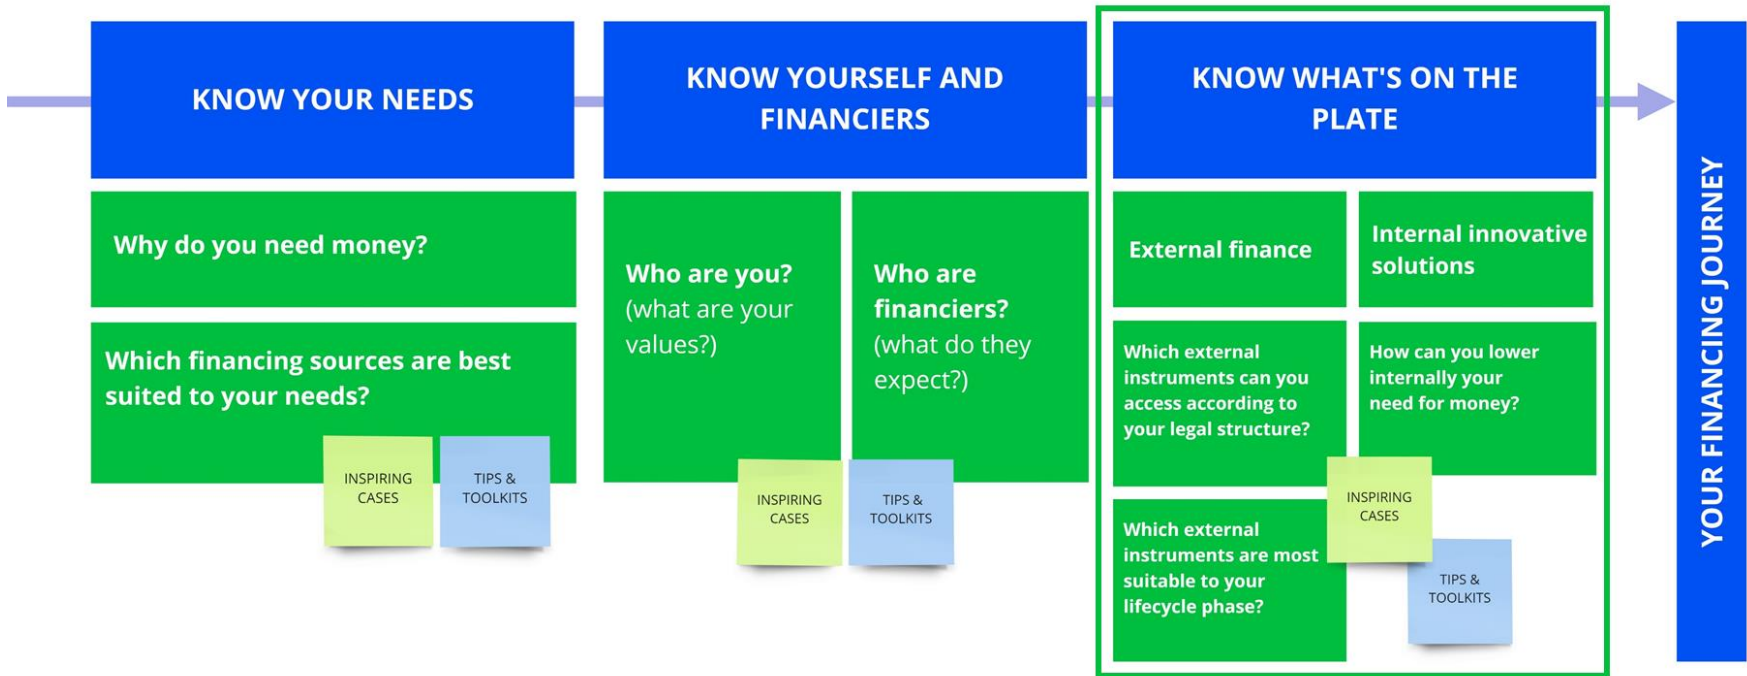 KNOW YOUR NEEDS
Why do you need money?
Which financing sources are best
suited to your needs?
INSPIRING
CASES
TIPS &
TOOLKITS
KNOW YOURSELF AND
FINANCIERS
Who are you?
(what are your
values?)
Who are
financiers?
(what do they
expect?)
INSPIRING
CASES
TIPS &
TOOLKITS
KNOW WHAT'S ON THE
PLATE
External finance
Internal innovative
solutions
Which external
instruments can you
access according to
your legal structure?
How can you lower
internally your
need for money?
Which external
instruments are most
suitable to your
lifecycle phase?
INSPIRING
CASES
TIPS &
TOOLKITS
YOUR FINANCING JOURNEY